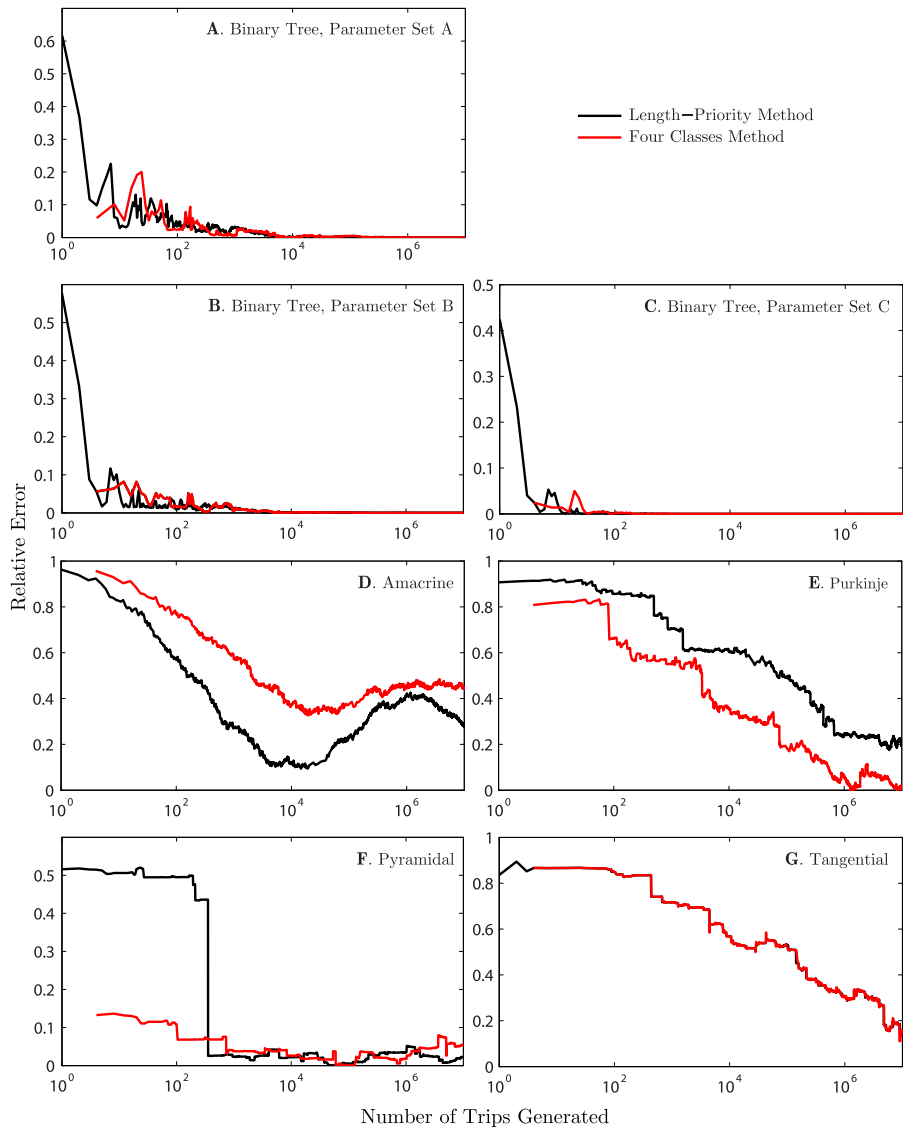 A. Binary Tree, Parameter Set A
0.6
0.5
0.4
0.3
0.2
0.1
0
10^0 10^2 10^4 10^6
Length–Priority Method
Four Classes Method
B. Binary Tree, Parameter Set B
0.5
0.4
0.3
0.2
0.1
0
10^0 10^2 10^4 10^6
C. Binary Tree, Parameter Set C
0.5
0.4
0.3
0.2
0.1
0
10^0 10^2 10^4 10^6
Relative Error
D. Amacrine
1
0.8
0.6
0.4
0.2
0
10^0 10^2 10^4 10^6
E. Purkinje
1
0.8
0.6
0.4
0.2
0
10^0 10^2 10^4 10^6
F. Pyramidal
0.5
0.4
0.3
0.2
0.1
0
10^0 10^2 10^4 10^6
G. Tangential
1
0.8
0.6
0.4
0.2
0
10^0 10^2 10^4 10^6
Number of Trips Generated